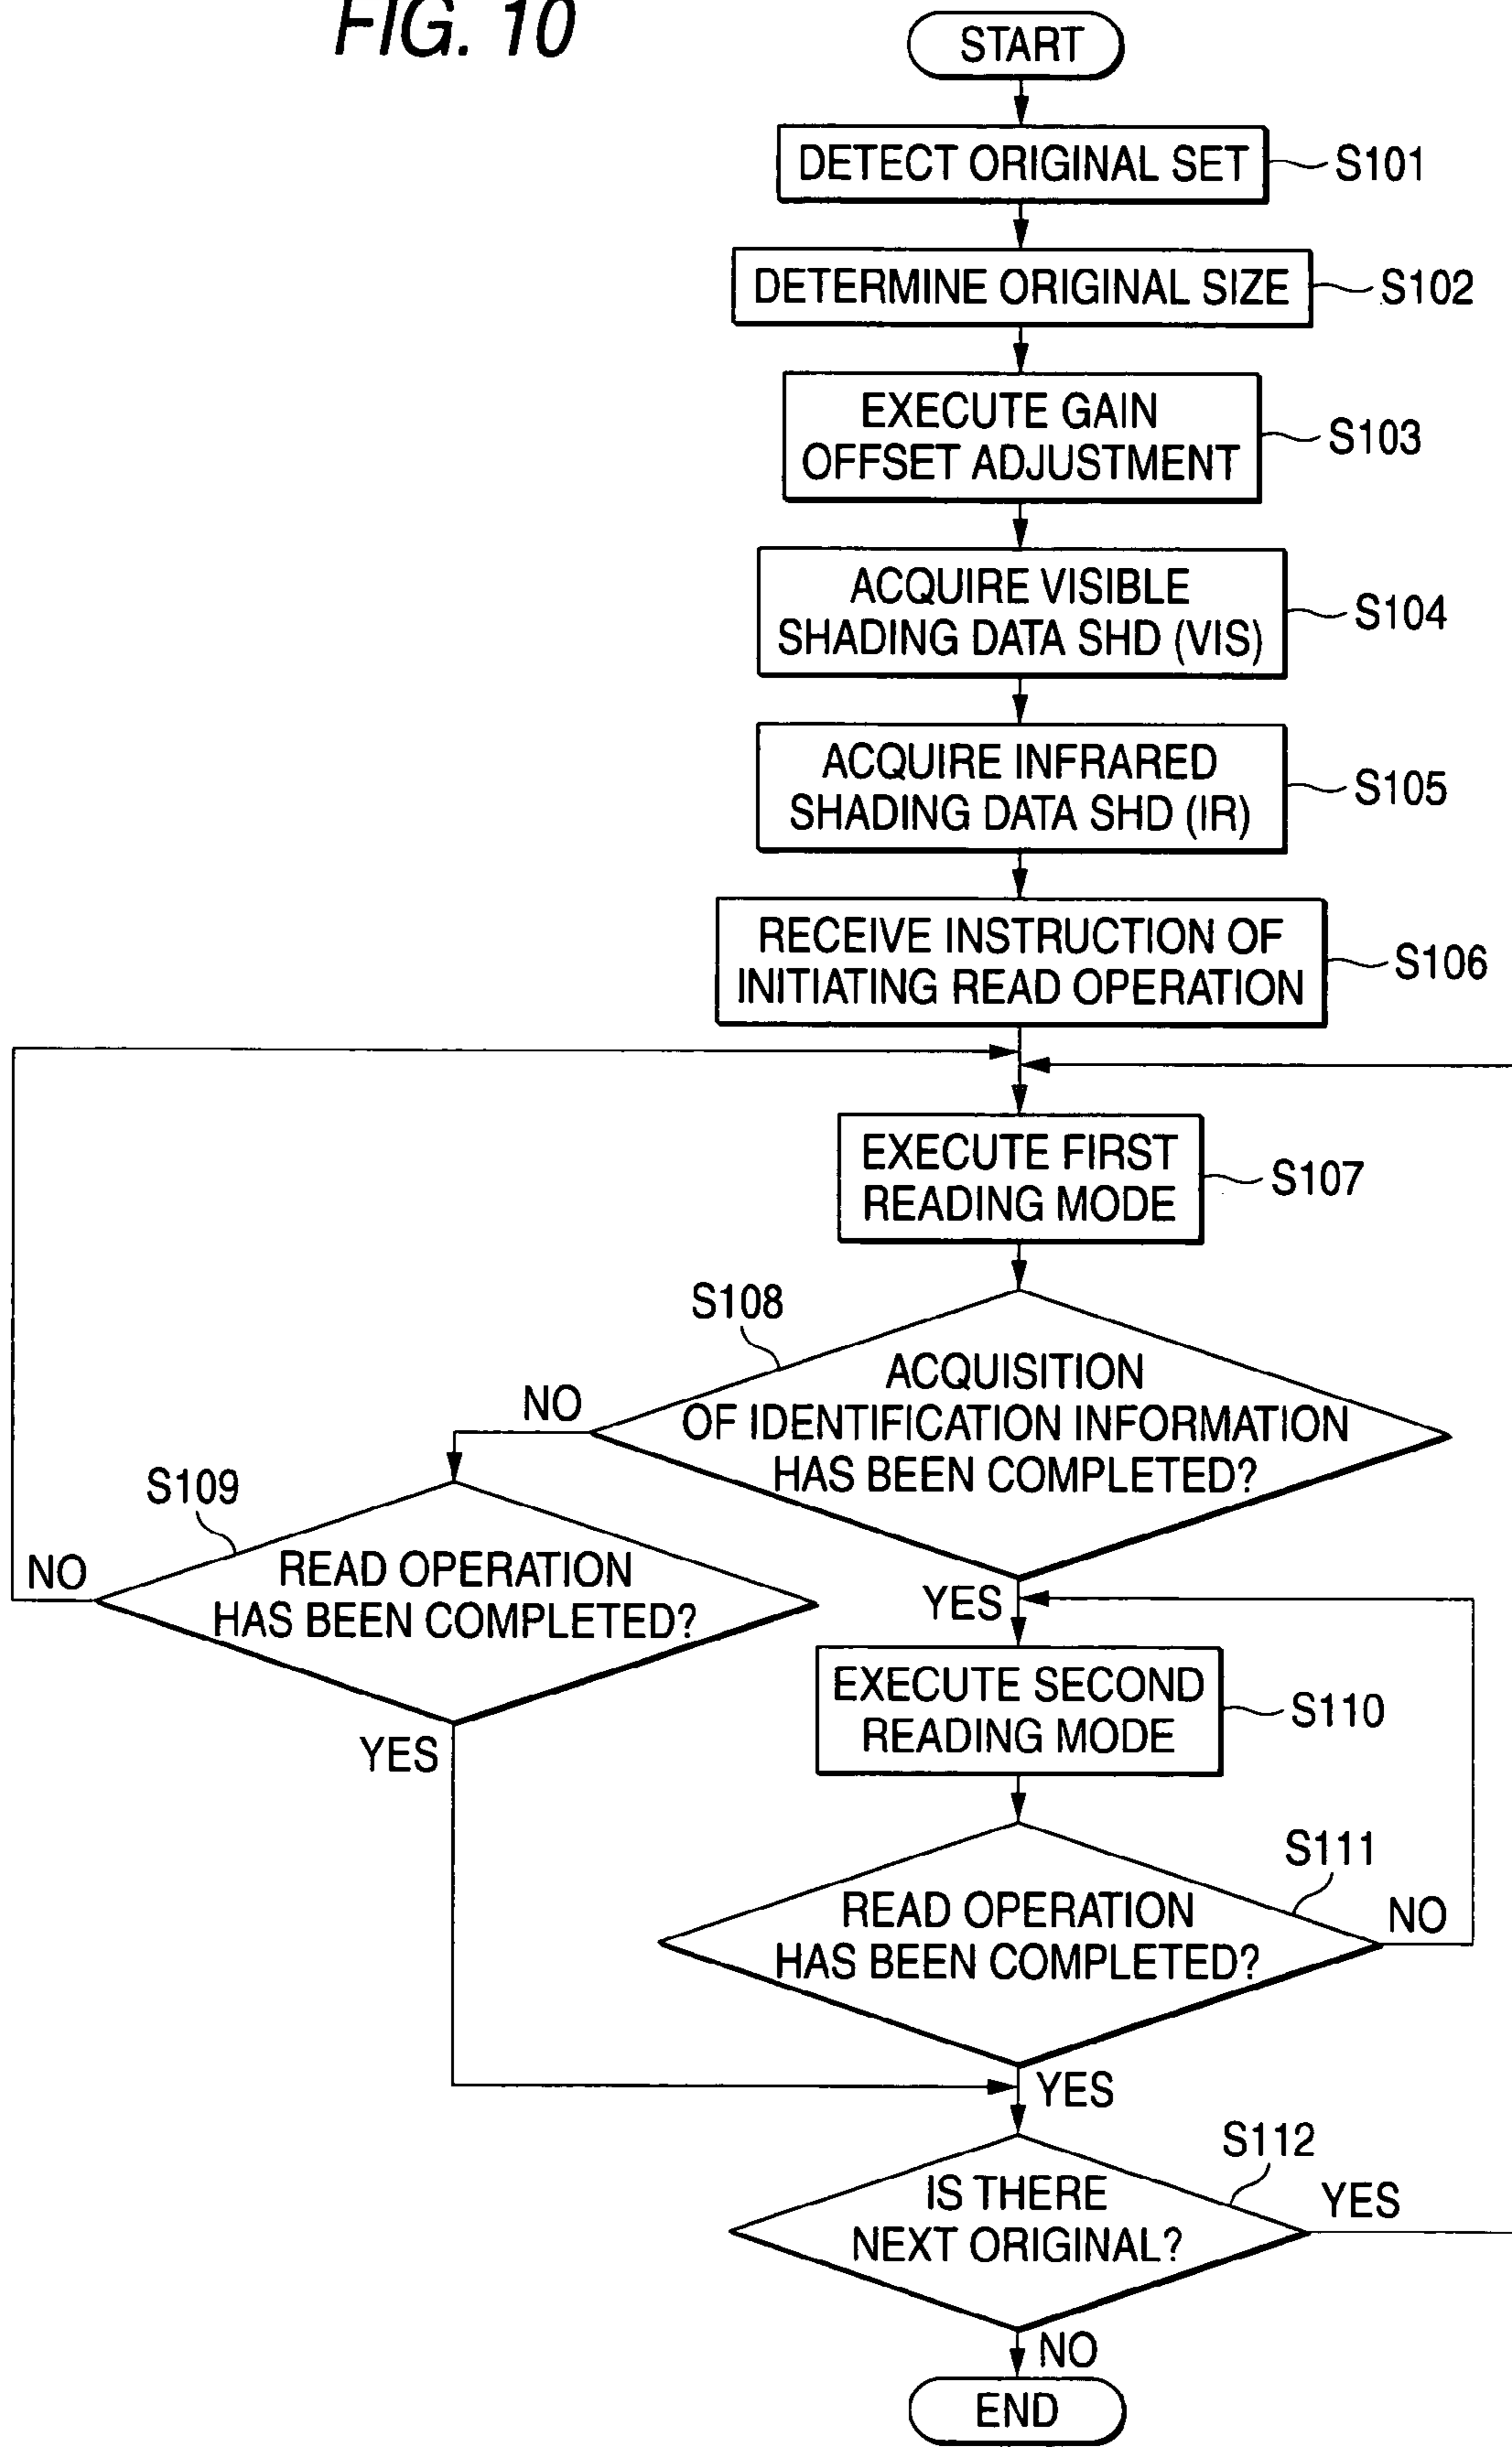 FIG. 10
START
DETECT ORIGINAL SET
S101
DETERMINE ORIGINAL SIZE
S102
EXECUTE GAIN
OFFSET ADJUSTMENT
S103
ACQUIRE VISIBLE
SHADING DATA SHD (VIS)
S104
ACQUIRE INFRARED
SHADING DATA SHD (IR)
S105
RECEIVE INSTRUCTION OF
INITIATING READ OPERATION
S106
EXECUTE FIRST
READING MODE
S107
S108
ACQUISITION
OF IDENTIFICATION INFORMATION
HAS BEEN COMPLETED?
NO
S109
READ OPERATION
HAS BEEN COMPLETED?
NO
YES
YES
EXECUTE SECOND
READING MODE
S110
S111
READ OPERATION
HAS BEEN COMPLETED?
NO
YES
S112
IS THERE
NEXT ORIGINAL?
YES
NO
END